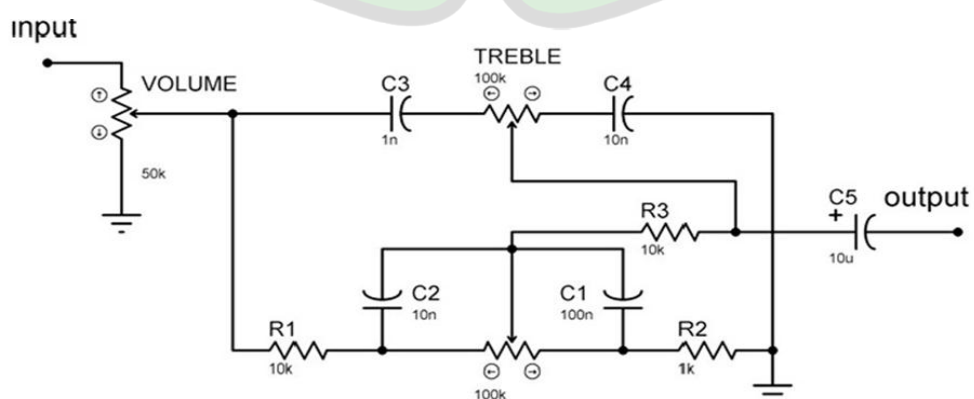 input
TREBLE
100k
VOLUME
C3
C4
1n
10n
50k
C5
output
+
R3
10k
10u
C2
10n
C1
100n
R1
10k
R2
1k
100k